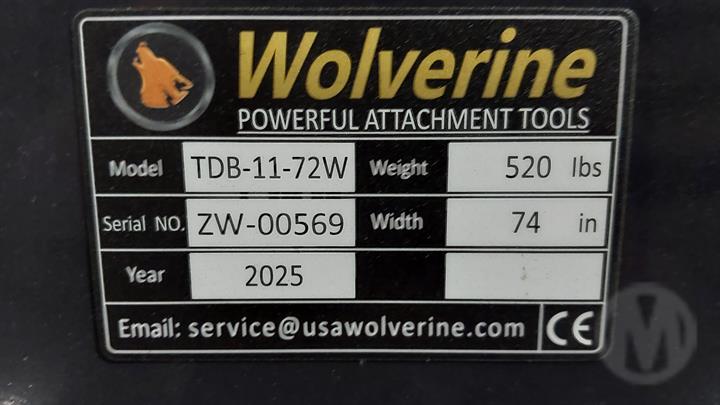 Wolverine
POWERFUL ATTACHMENT TOOLS
Model TDB-11-72W Weight 520 lbs
Serial NO. ZW-00569 Width 74 in
Year 2025
Email: service@usawolverine.com CE
M